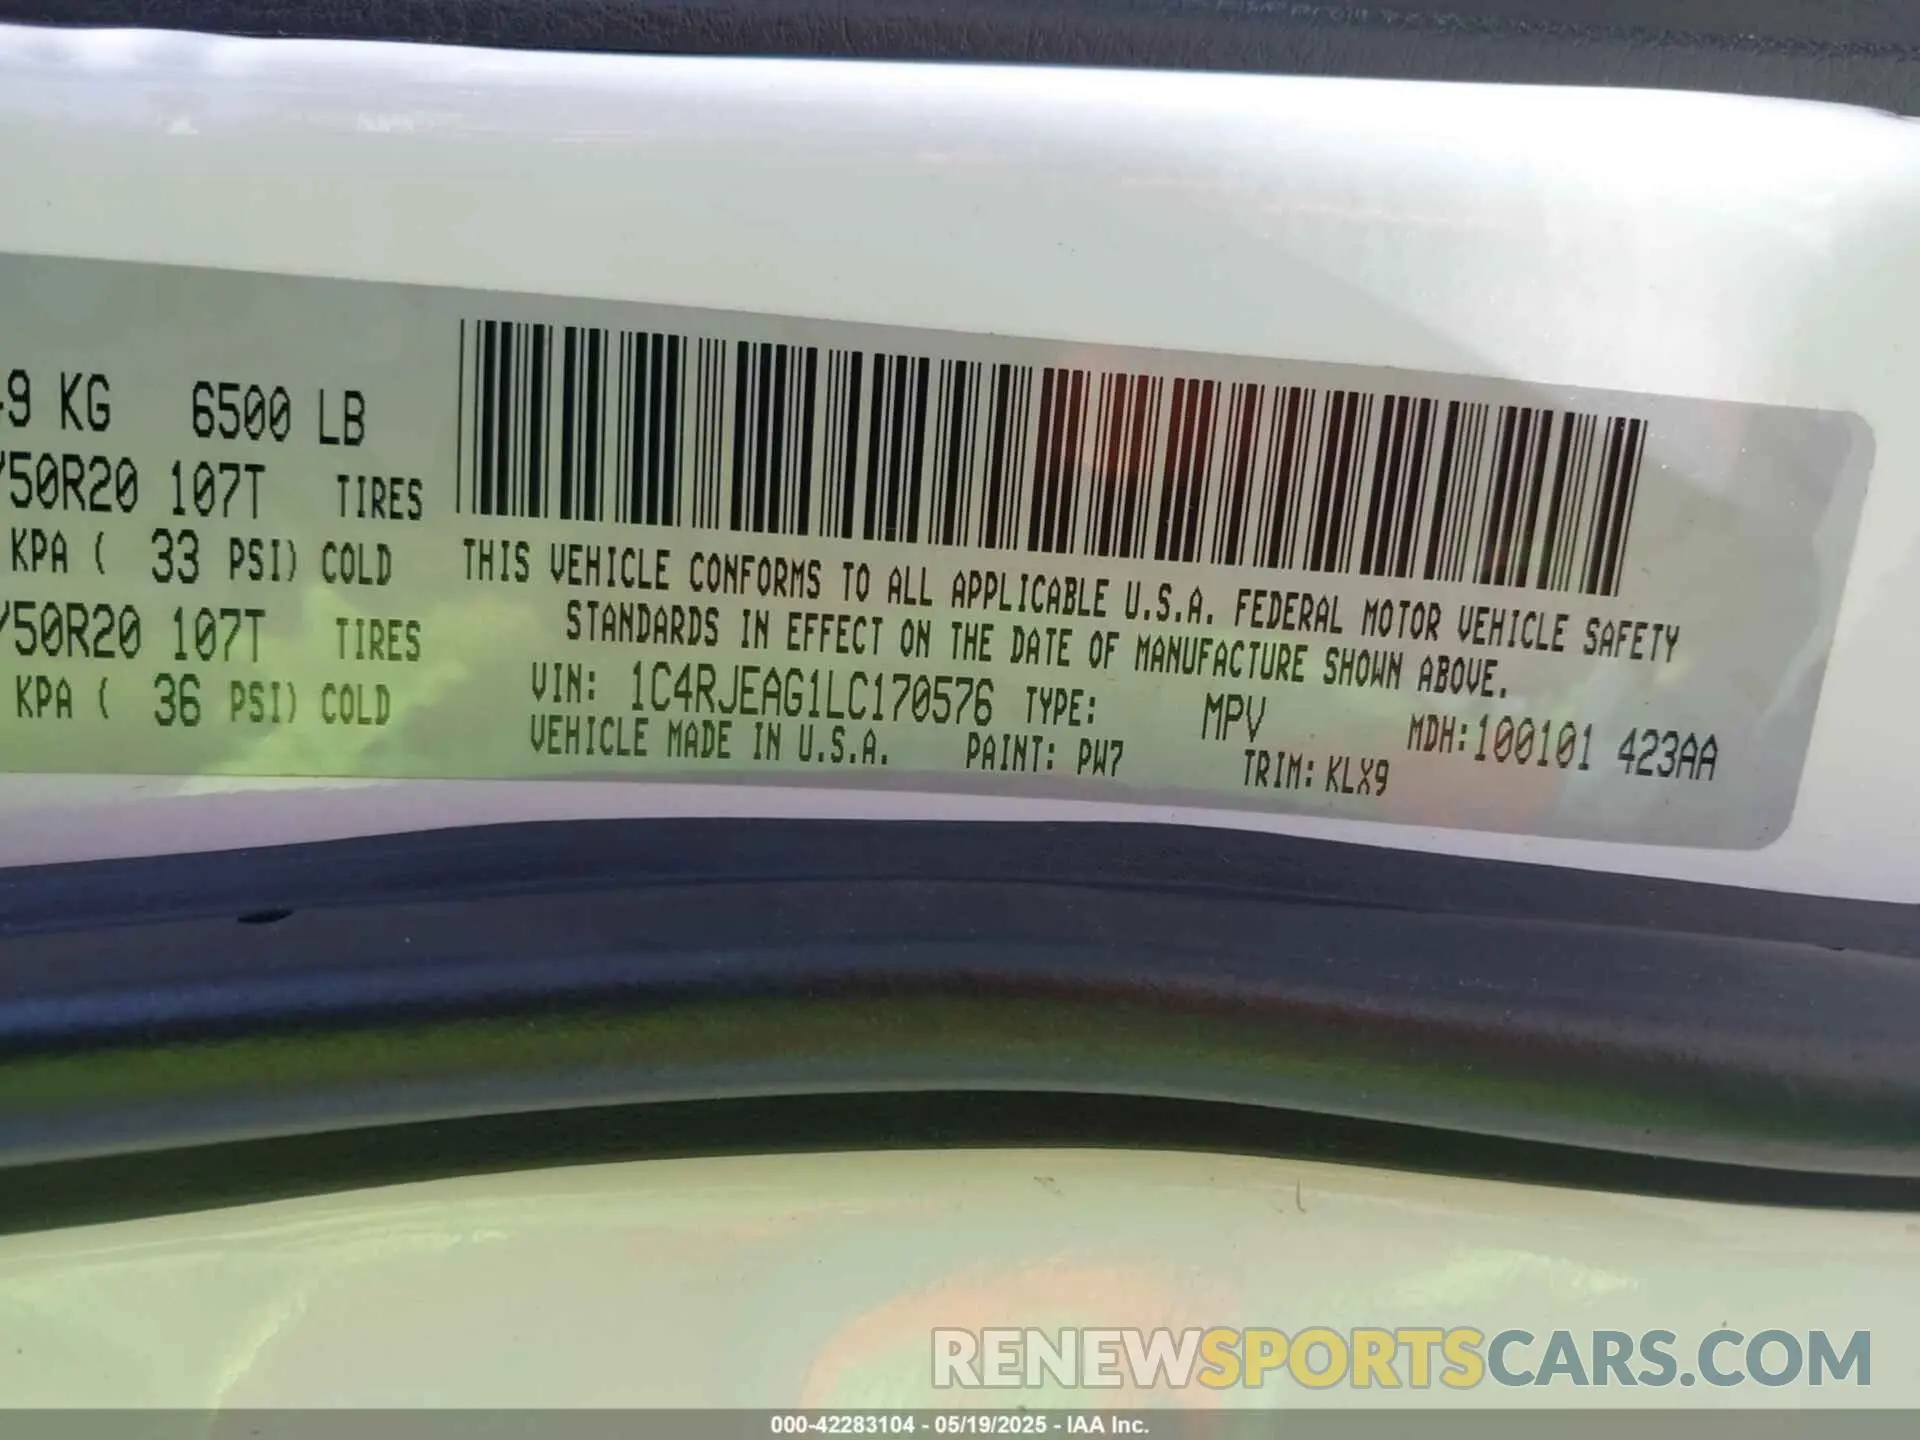 9 KG 6500 LB
50R20 107T TIRES
KPA ( 33 PSI) COLD
50R20 107T TIRES
KPA ( 36 PSI) COLD
THIS VEHICLE CONFORMS TO ALL APPLICABLE U.S.A. FEDERAL MOTOR VEHICLE SAFETY
STANDARDS IN EFFECT ON THE DATE OF MANUFACTURE SHOWN ABOVE.
VIN: 1C4RJEAG1LC170576 TYPE: MPV MDH:100101 423AA
VEHICLE MADE IN U.S.A. PAINT: PW7 TRIM: KLX9
RENEWSPORTSCARS.COM
000-42283104 - 05/19/2025 - IAA Inc.